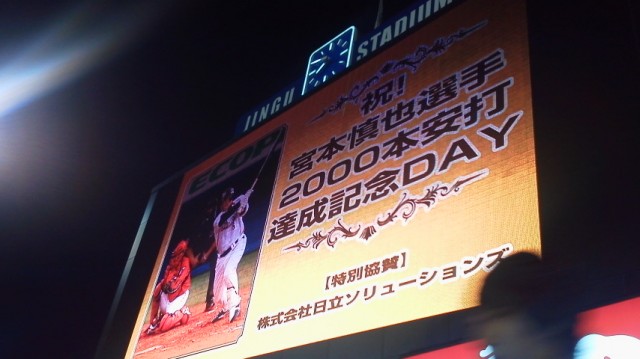 JINGU STADIUM
ECOP!
祝!
宮本慎也選手
2000本安打
達成記念DAY
【特別協賛】
株式会社日立ソリューションズ